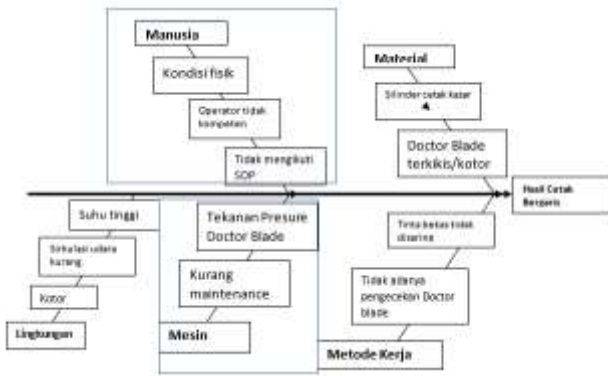 Manusia
Kondisi fisik
Operator tidak
kompeten
Tidak mengikuti
SOP
Material
Silinder cetak kasar
Doctor Blade
terkikis/kotor
Hasil Cetak
Bergaris
Suhu tinggi
Sirkulasi udara
kurang
Kotor
Lingkungan
Tekanan Presure
Doctor Blade
Kurang
maintenance
Mesin
Tinta bekas tidak
disaring
Tidak adanya
pengecekan Doctor
blade
Metode Kerja